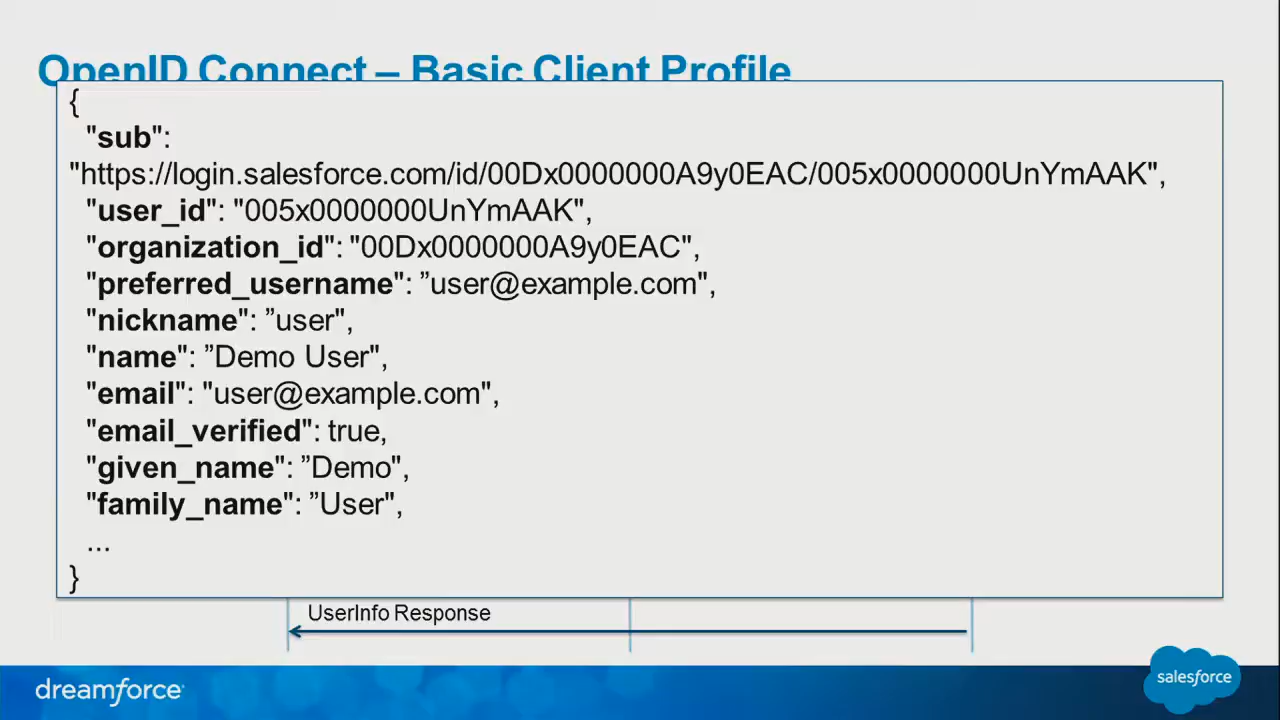 OpenID Connect – Basic Client Profile
{
"sub":
"https://login.salesforce.com/id/00Dx0000000A9y0EAC/005x0000000UnYmAAK",
"user_id": "005x0000000UnYmAAK",
"organization_id": "00Dx0000000A9y0EAC",
"preferred_username": ”user@example.com",
"nickname": ”user",
"name": ”Demo User",
"email": "user@example.com",
"email_verified": true,
"given_name": ”Demo",
"family_name": ”User",
...
}
UserInfo Response
dreamforce
salesforce